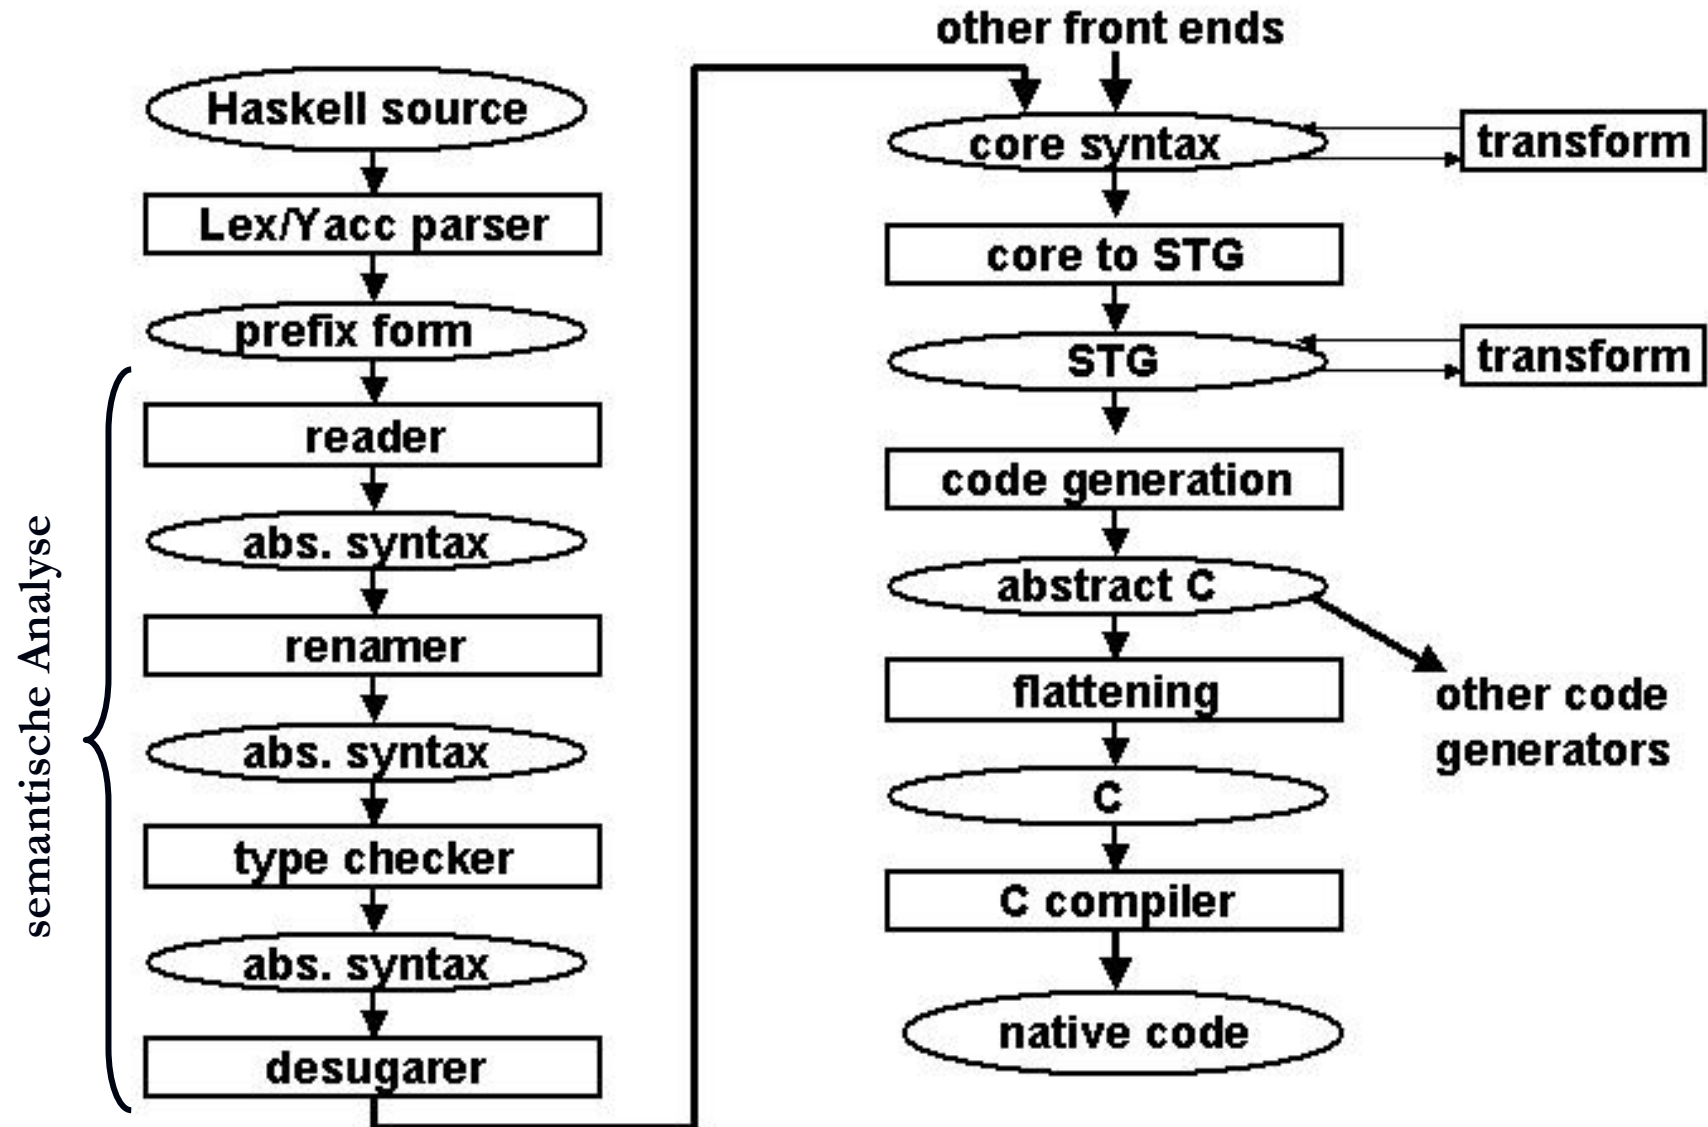 semantische Analyse
Haskell source
Lex/Yacc parser
prefix form
reader
abs. syntax
renamer
abs. syntax
type checker
abs. syntax
desugarer
other front ends
core syntax
transform
core to STG
STG
transform
code generation
abstract C
other code
generators
flattening
C
C compiler
native code